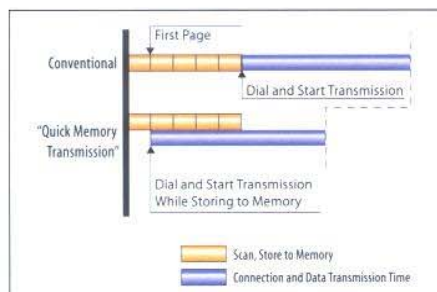 First Page
Conventional
Dial and Start Transmission
"Quick Memory
Transmission"
Dial and Start Transmission
While Storing to Memory
Scan, Store to Memory
Connection and Data Transmission Time